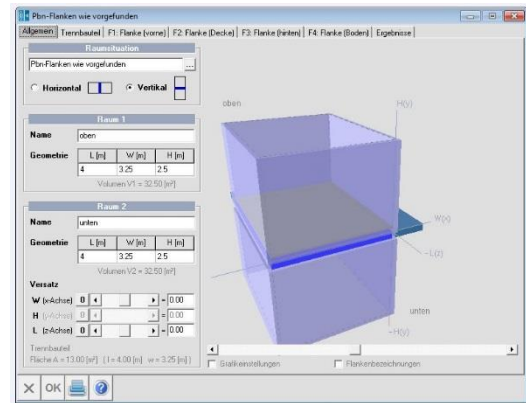 Pbn-Flanken wie vorgefunden
Allgemein Trennbauteil F1: Flanke (vorne) F2: Flanke (Decke) F3: Flanke (hinten) F4: Flanke (Boden) Ergebnisse
Raumsituation
Pbn-Flanken wie vorgefunden ...
Horizontal Vertikal
Raum 1
Name oben
Geometrie L [m] W [m] H [m]
4 3.25 2.5
Volumen V1 = 32.50 [m³]
Raum 2
Name unten
Geometrie L [m] W [m] H [m]
4 3.25 2.5
Volumen V2 = 32.50 [m³]
Versatz
W (x-Achse) 0 = 0.00
H (y-Achse) 0 = 0.00
L (z-Achse) 0 = 0.00
Trennbauteil
Fläche A = 13.00 [m²] ( l = 4.00 [m] w = 3.25 [m] )
oben
H(y)
W(x)
-L(z)
unten
-H(y)
Grafikeinstellungen Flankenbezeichnungen
OK